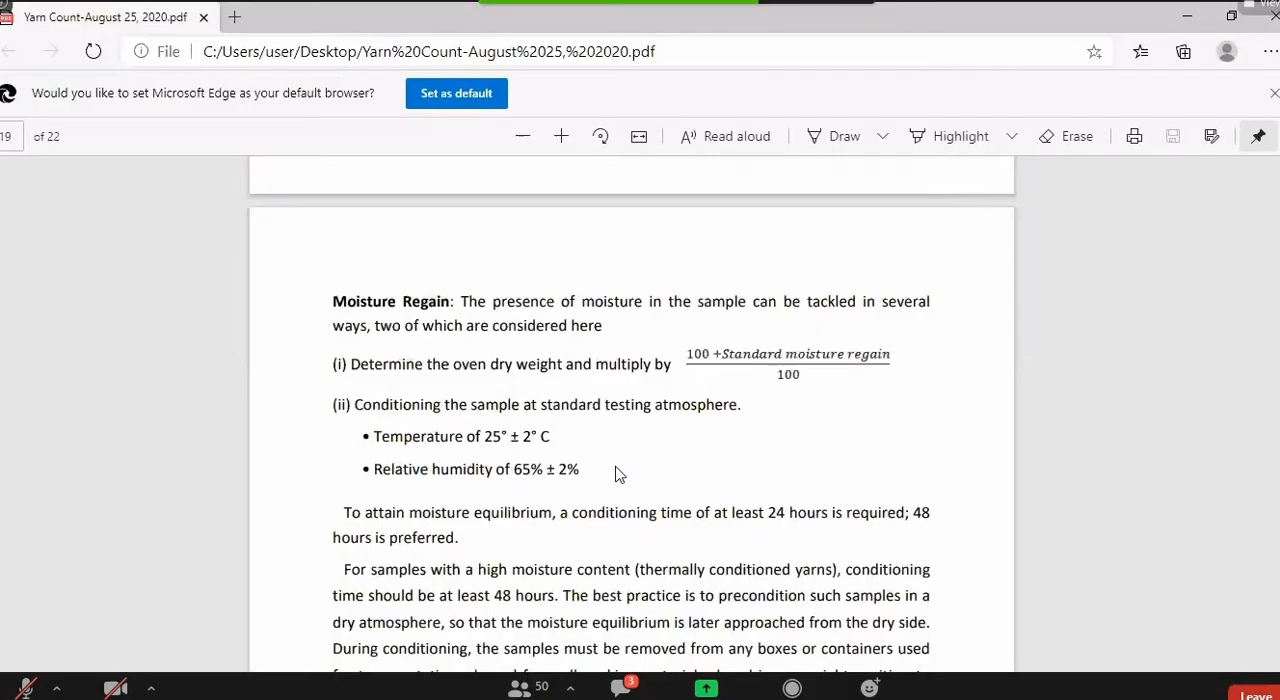 View
Yarn Count-August 25, 2020.pdf
File
C:/Users/user/Desktop/Yarn%20Count-August%2025,%202020.pdf
Would you like to set Microsoft Edge as your default browser?
Set as default
19 of 22
Read aloud
Draw
Highlight
Erase
Moisture Regain: The presence of moisture in the sample can be tackled in several
ways, two of which are considered here
(i) Determine the oven dry weight and multiply by 100 +Standard moisture regain
100
(ii) Conditioning the sample at standard testing atmosphere.
• Temperature of 25° ± 2° C
• Relative humidity of 65% ± 2%
To attain moisture equilibrium, a conditioning time of at least 24 hours is required; 48
hours is preferred.
For samples with a high moisture content (thermally conditioned yarns), conditioning
time should be at least 48 hours. The best practice is to precondition such samples in a
dry atmosphere, so that the moisture equilibrium is later approached from the dry side.
During conditioning, the samples must be removed from any boxes or containers used
50
3
Leave